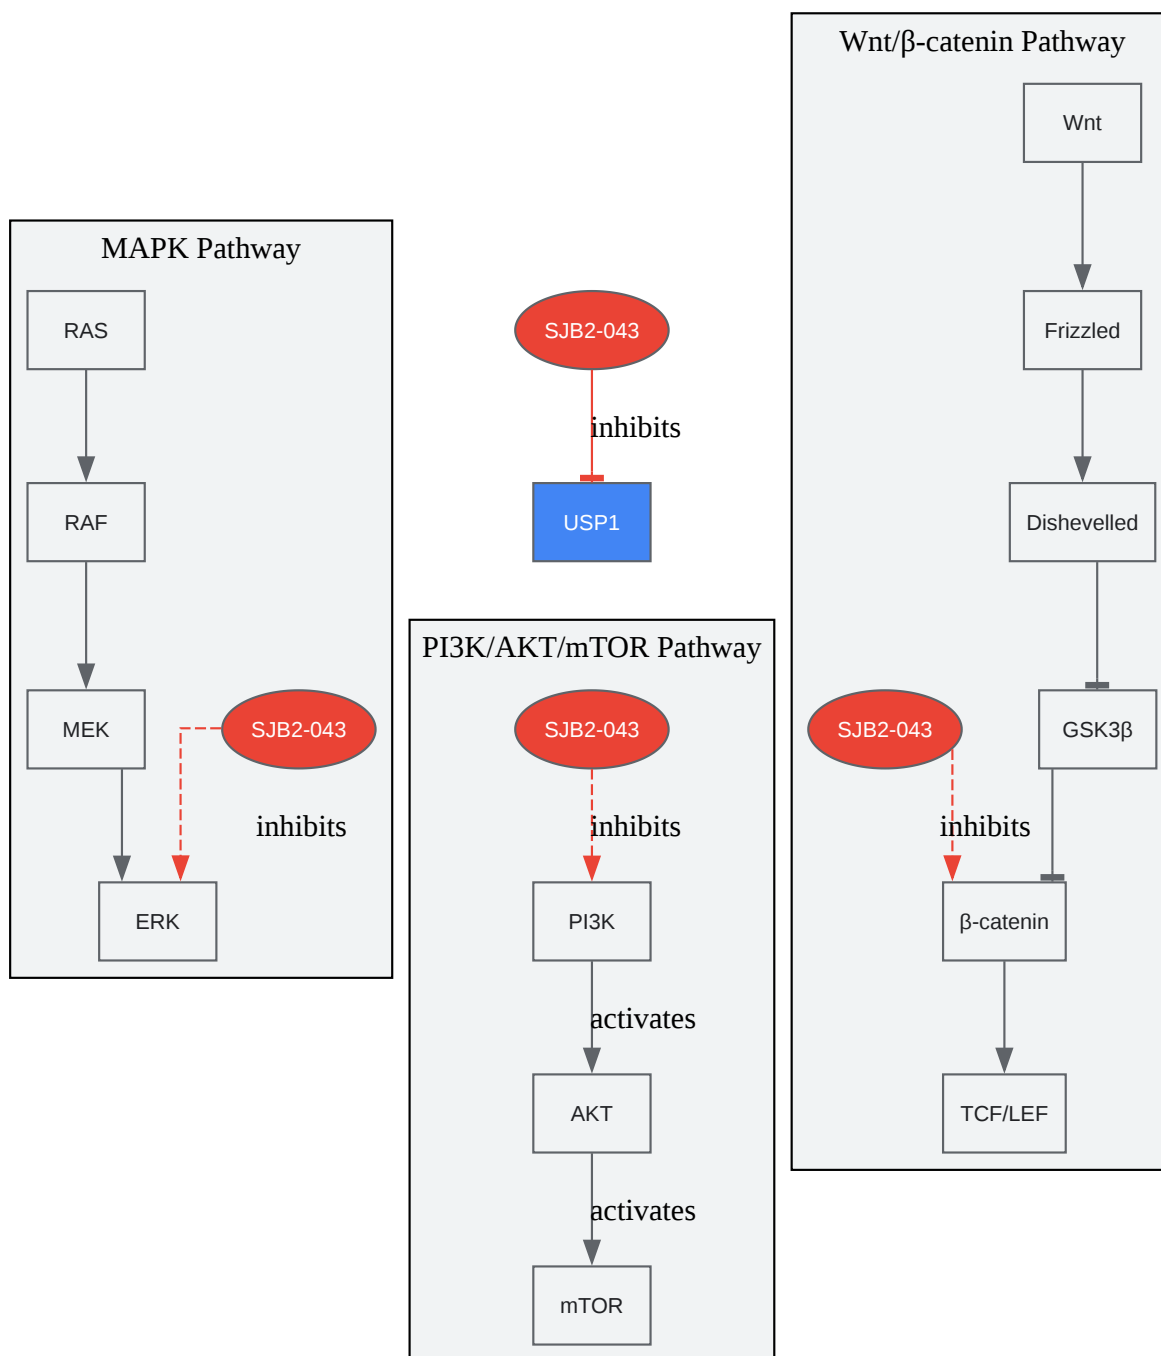 MAPK Pathway
RAS
RAF
MEK
SJB2-043
inhibits
ERK
SJB2-043
inhibits
USP1
PI3K/AKT/mTOR Pathway
SJB2-043
inhibits
PI3K
activates
AKT
activates
mTOR
Wnt/β-catenin Pathway
Wnt
Frizzled
Dishevelled
GSK3β
SJB2-043
inhibits
β-catenin
TCF/LEF